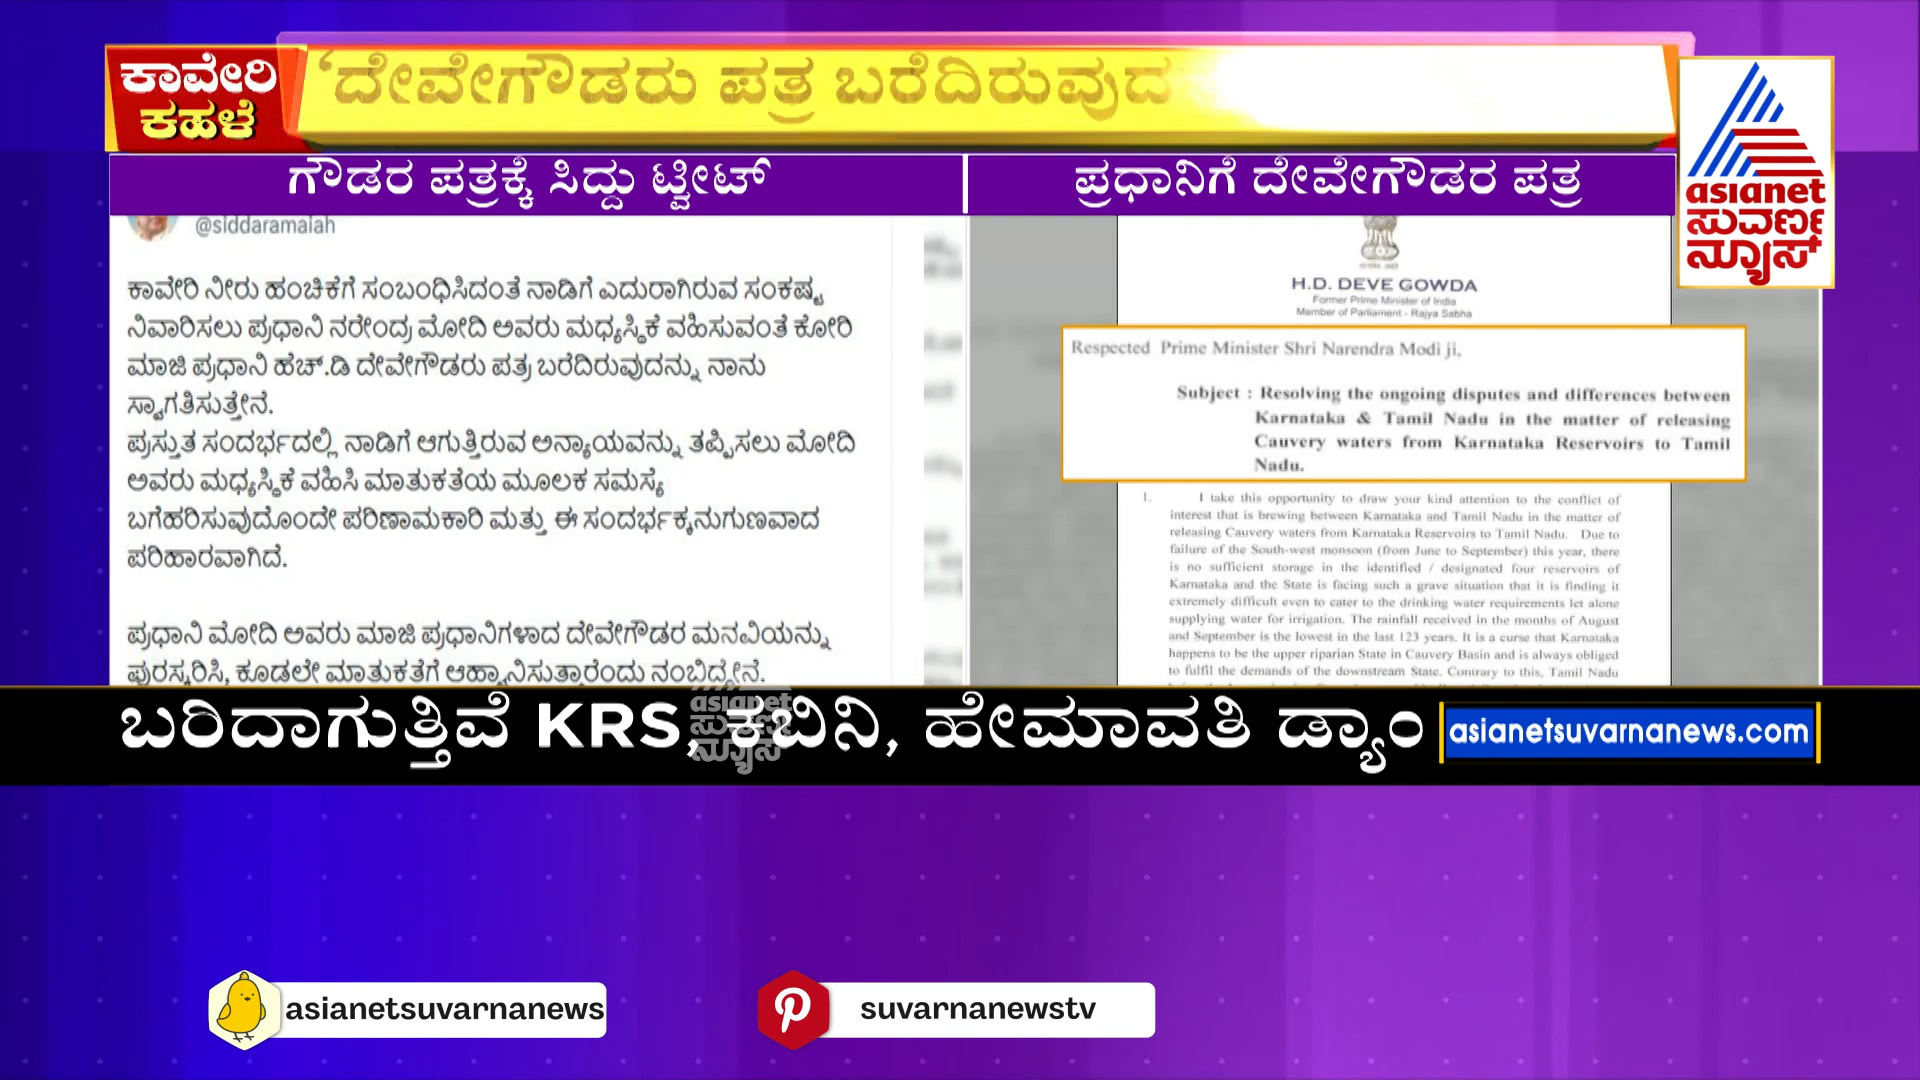 ಕಾವೇರಿ
ಕಹಳೆ
‘ದೇವೇಗೌಡರು ಪತ್ರ ಬರೆದಿರುವುದ
asianet
ಸುವರ್ಣ
ನ್ಯೂಸ್
ಗೌಡರ ಪತ್ರಕ್ಕೆ ಸಿದ್ದು ಟ್ವೀಟ್
ಪ್ರಧಾನಿಗೆ ದೇವೇಗೌಡರ ಪತ್ರ
@siddaramaiah
ಕಾವೇರಿ ನೀರು ಹಂಚಿಕೆಗೆ ಸಂಬಂಧಿಸಿದಂತೆ ನಾಡಿಗೆ ಎದುರಾಗಿರುವ ಸಂಕಷ್ಟ
ನಿವಾರಿಸಲು ಪ್ರಧಾನಿ ನರೇಂದ್ರ ಮೋದಿ ಅವರು ಮಧ್ಯಸ್ಥಿಕೆ ವಹಿಸುವಂತೆ ಕೋರಿ
ಮಾಜಿ ಪ್ರಧಾನಿ ಹೆಚ್.ಡಿ ದೇವೇಗೌಡರು ಪತ್ರ ಬರೆದಿರುವುದನ್ನು ನಾನು
ಸ್ವಾಗತಿಸುತ್ತೇನೆ.
ಪ್ರಸ್ತುತ ಸಂದರ್ಭದಲ್ಲಿ ನಾಡಿಗೆ ಆಗುತ್ತಿರುವ ಅನ್ಯಾಯವನ್ನು ತಪ್ಪಿಸಲು ಮೋದಿ
ಅವರು ಮಧ್ಯಸ್ಥಿಕೆ ವಹಿಸಿ ಮಾತುಕತೆಯ ಮೂಲಕ ಸಮಸ್ಯೆ
ಬಗೆಹರಿಸುವುದೊಂದೇ ಪರಿಣಾಮಕಾರಿ ಮತ್ತು ಈ ಸಂದರ್ಭಕ್ಕನುಗುಣವಾದ
ಪರಿಹಾರವಾಗಿದೆ.
ಪ್ರಧಾನಿ ಮೋದಿ ಅವರು ಮಾಜಿ ಪ್ರಧಾನಿಗಳಾದ ದೇವೇಗೌಡರ ಮನವಿಯನ್ನು
ಪುರಸ್ಕರಿಸಿ, ಕೂಡಲೇ ಮಾತುಕತೆಗೆ ಆಹ್ವಾನಿಸುತ್ತಾರೆಂದು ನಂಬಿದ್ದೇನೆ.
H.D. DEVE GOWDA
Former Prime Minister of India
Member of Parliament - Rajya Sabha
Respected Prime Minister Shri Narendra Modi ji,
Subject : Resolving the ongoing disputes and differences between
Karnataka & Tamil Nadu in the matter of releasing
Cauvery waters from Karnataka Reservoirs to Tamil
Nadu.
1. I take this opportunity to draw your kind attention to the conflict of
interest that is brewing between Karnataka and Tamil Nadu in the matter of
releasing Cauvery waters from Karnataka Reservoirs to Tamil Nadu. Due to
failure of the South-west monsoon (from June to September) this year, there
is no sufficient storage in the identified / designated four reservoirs of
Karnataka and the State is facing such a grave situation that it is finding it
extremely difficult even to cater to the drinking water requirements let alone
supplying water for irrigation. The rainfall received in the months of August
and September is the lowest in the last 123 years. It is a curse that Karnataka
happens to be the upper riparian State in Cauvery Basin and is always obliged
to fulfil the demands of the downstream State. Contrary to this, Tamil Nadu
ಬರಿದಾಗುತ್ತಿವೆ KRS, ಕಬಿನಿ, ಹೇಮಾವತಿ ಡ್ಯಾಂ
asianet
ಸುವರ್ಣ
ನ್ಯೂಸ್
asianetsuvarnanews.com
asianetsuvarnanews
suvarnanewstv